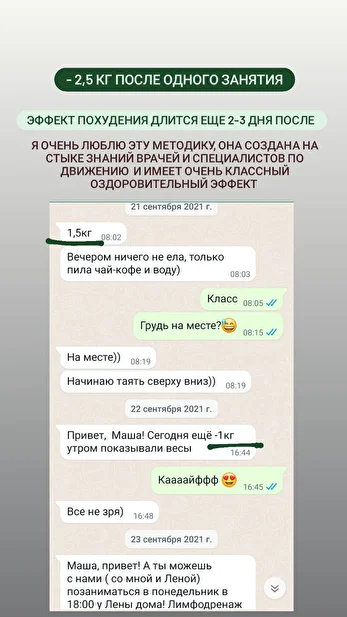 - 2,5 КГ ПОСЛЕ ОДНОГО ЗАНЯТИЯ
ЭФФЕКТ ПОХУДЕНИЯ ДЛИТСЯ ЕЩЕ 2-3 ДНЯ ПОСЛЕ
Я ОЧЕНЬ ЛЮБЛЮ ЭТУ МЕТОДИКУ, ОНА СОЗДАНА НА
СТЫКЕ ЗНАНИЙ ВРАЧЕЙ И СПЕЦИАЛИСТОВ ПО
ДВИЖЕНИЮ И ИМЕЕТ ОЧЕНЬ КЛАССНЫЙ
ОЗДОРОВИТЕЛЬНЫЙ ЭФФЕКТ
21 сентября 2021 г.
1,5кг 08:02
Вечером ничего не ела, только
пила чай-кофе и воду) 08:03
Класс 08:05
Грудь на месте?😅 08:15
На месте)) 08:19
Начинаю таять сверху вниз)) 08:19
22 сентября 2021 г.
Привет, Маша! Сегодня ещё -1кг
утром показывали весы 16:44
Каааайффф 😍 16:45
Все не зря) 16:48
23 сентября 2021 г.
Маша, привет! А ты можешь
с нами ( со мной и Леной)
позаниматься в понедельник в
18:00 у Лены дома! Лимфодренаж